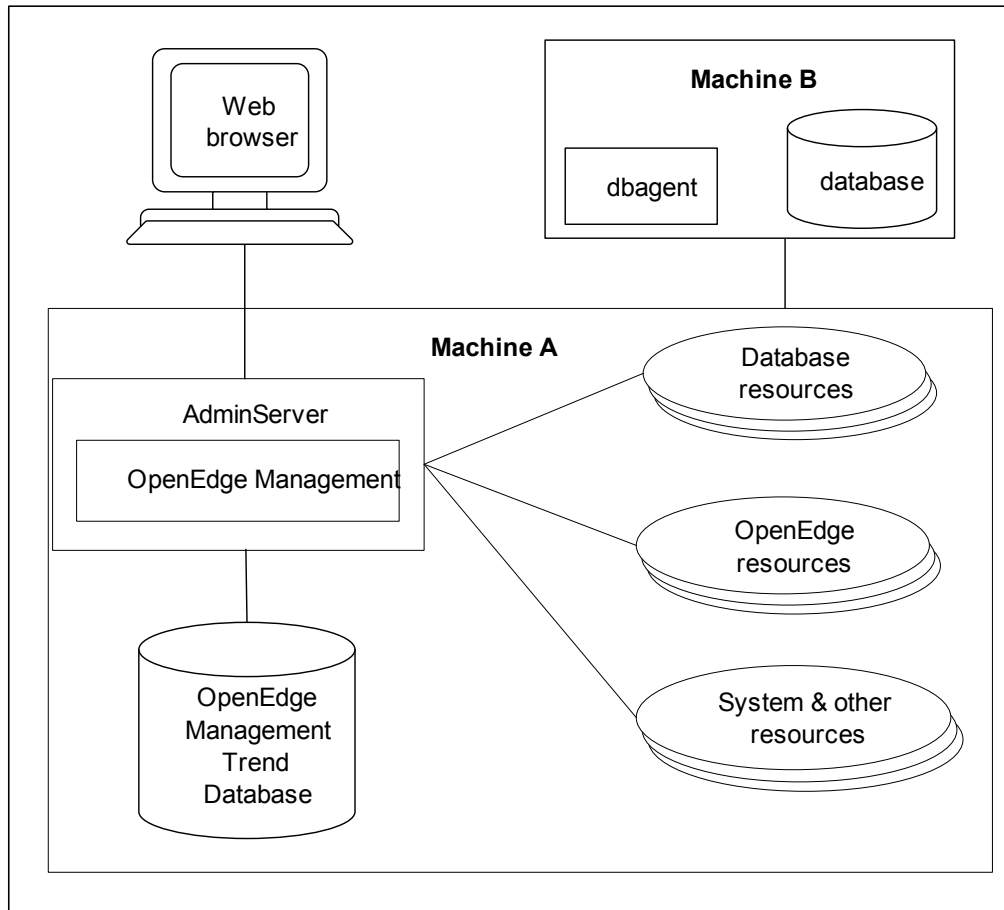 Web
browser
Machine B
dbagent
database
Machine A
AdminServer
OpenEdge Management
OpenEdge
Management
Trend
Database
Database
resources
OpenEdge
resources
System & other
resources